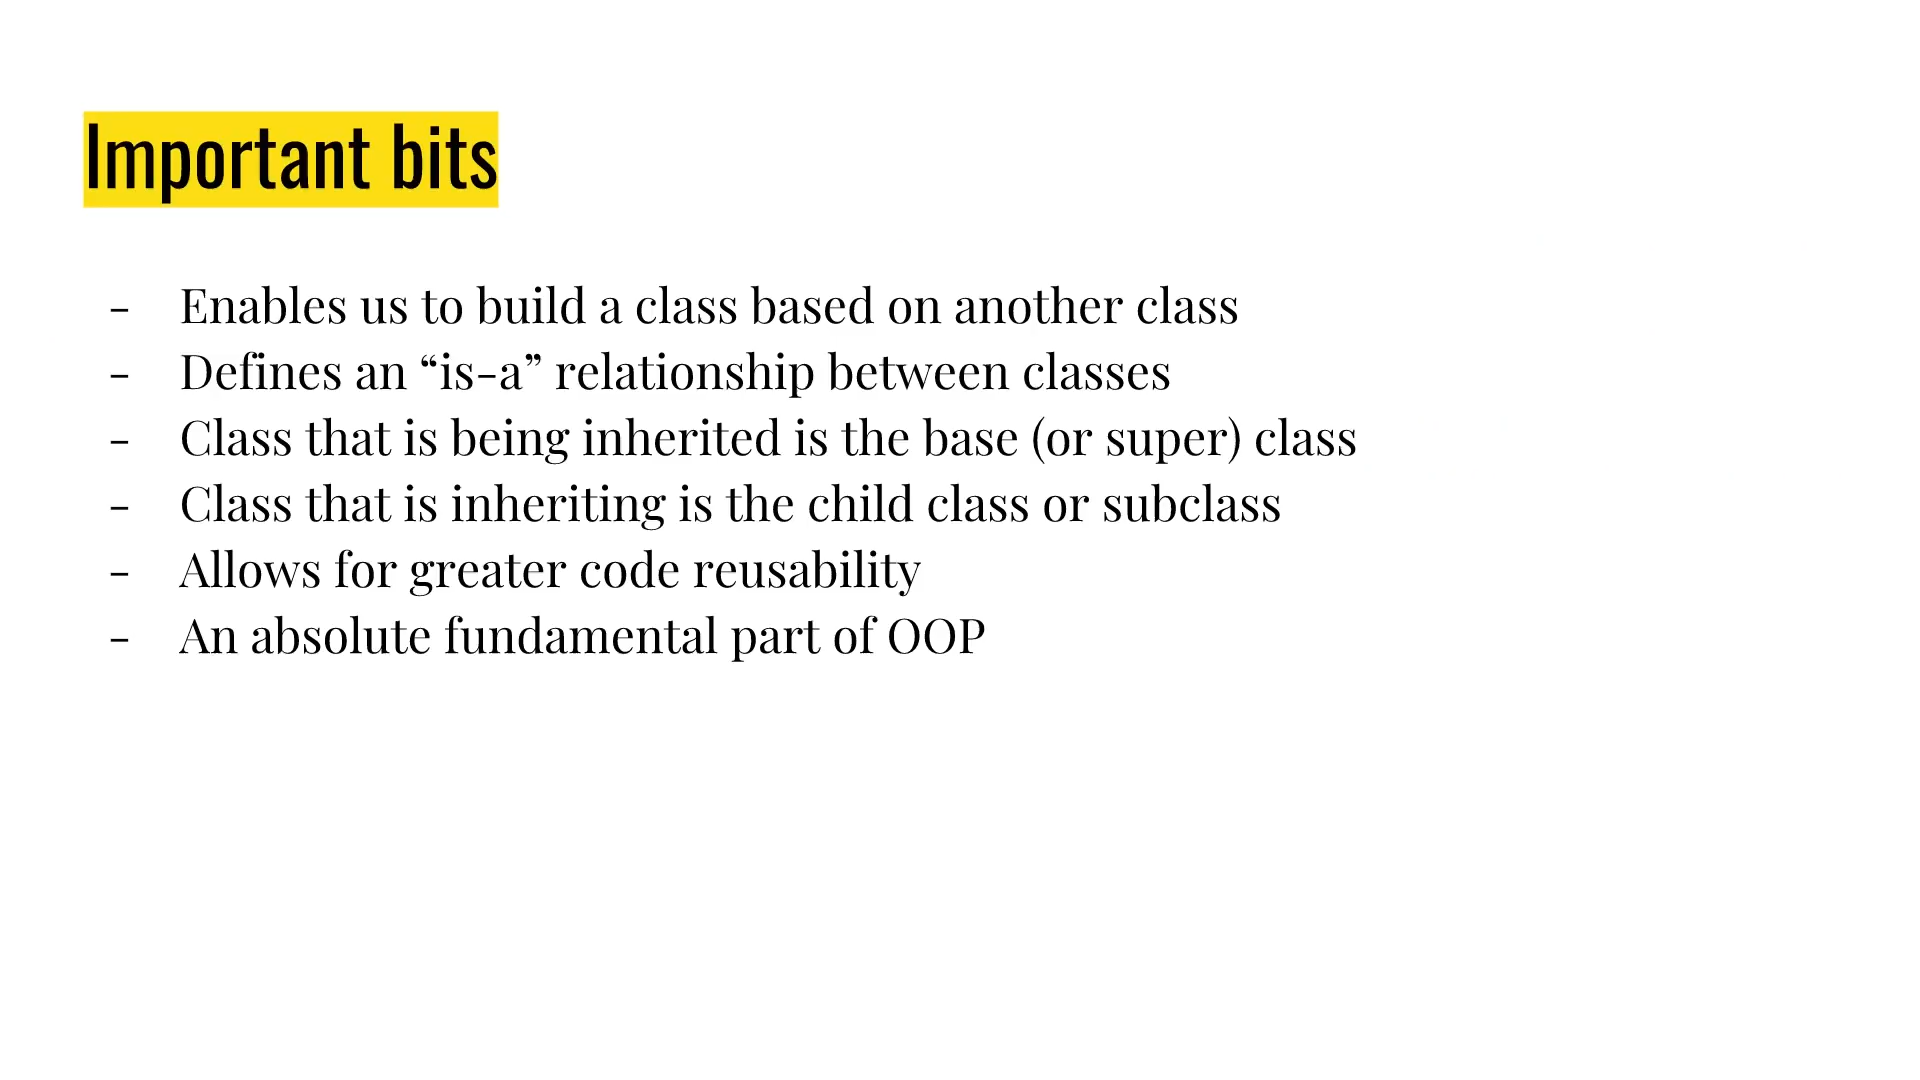 Important bits
- Enables us to build a class based on another class
- Defines an “is-a” relationship between classes
- Class that is being inherited is the base (or super) class
- Class that is inheriting is the child class or subclass
- Allows for greater code reusability
- An absolute fundamental part of OOP